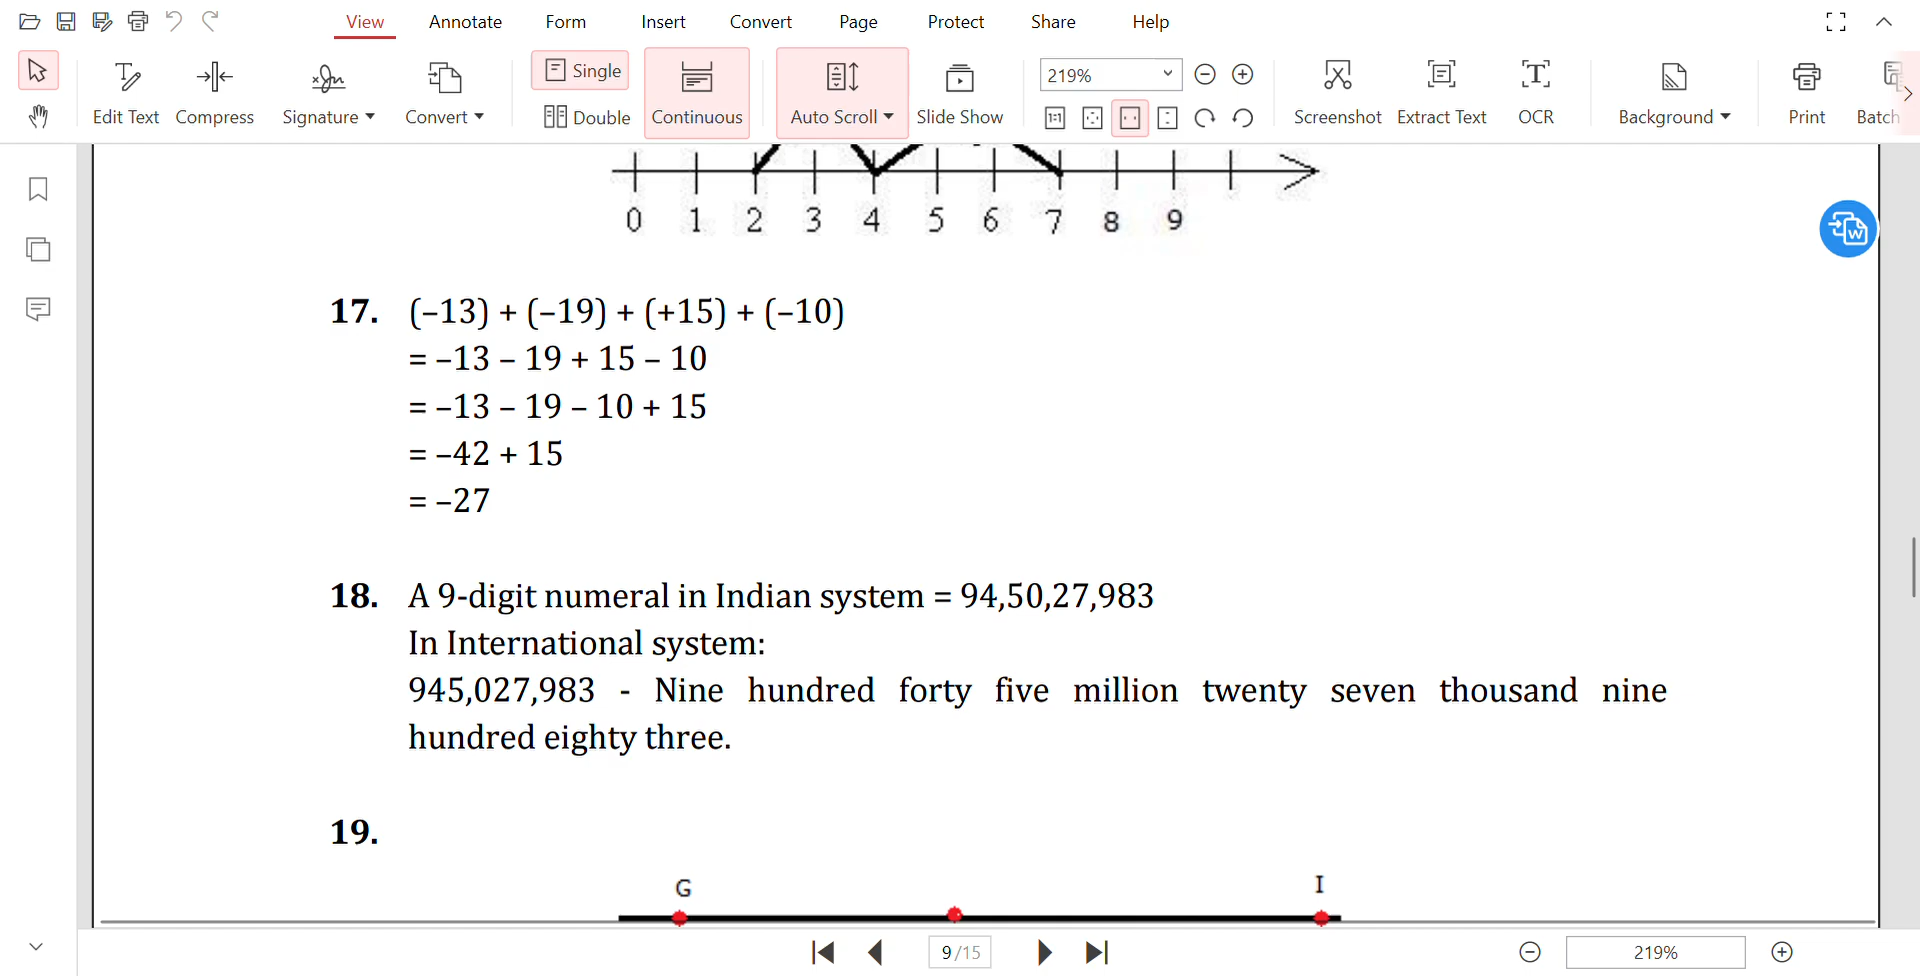 View Annotate Form Insert Convert Page Protect Share Help
Edit Text Compress Signature Convert Single Double Continuous Auto Scroll Slide Show 219% 1:1 Screenshot Extract Text OCR Background Print Batch
0 1 2 3 4 5 6 7 8 9
W
17. (–13) + (–19) + (+15) + (–10)
= –13 – 19 + 15 – 10
= –13 – 19 – 10 + 15
= –42 + 15
= –27
18. A 9-digit numeral in Indian system = 94,50,27,983
In International system:
945,027,983 - Nine hundred forty five million twenty seven thousand nine
hundred eighty three.
19.
G I
9/15 219%